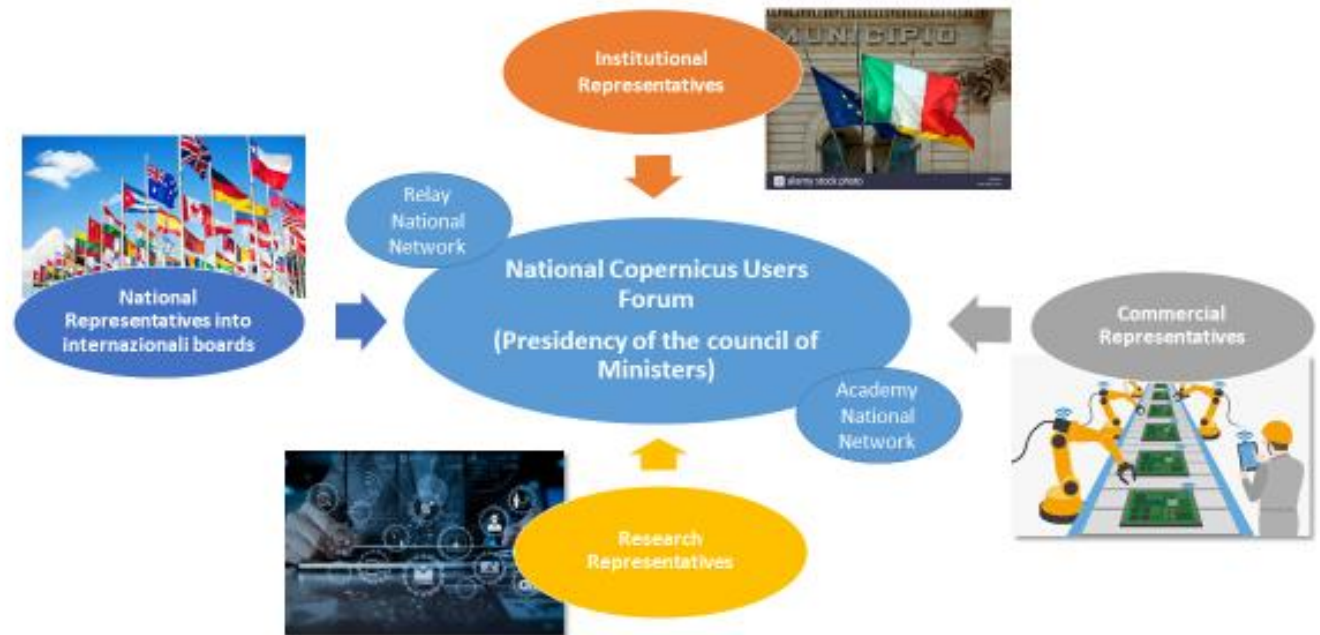 MUNICIPIO
Institutional
Representatives
alamy stock photo
Relay
National
Network
National Copernicus Users
Forum
(Presidency of the council of
Ministers)
National
Representatives into
internazionali boards
Commercial
Representatives
Academy
National
Network
Research
Representatives